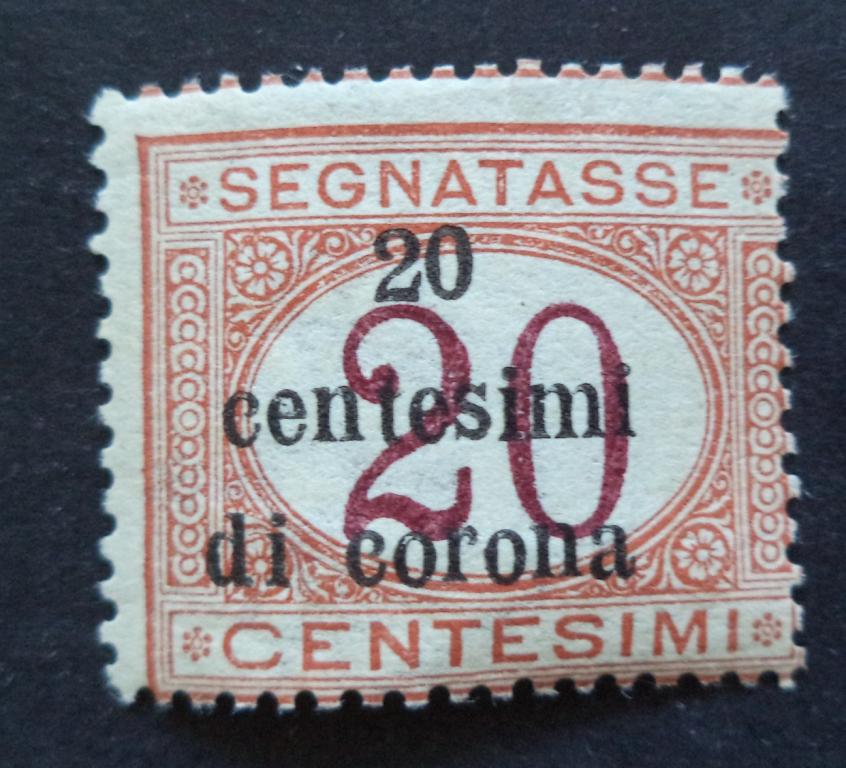 SEGNATASSE
20
20
centesimi
di corona
CENTESIMI